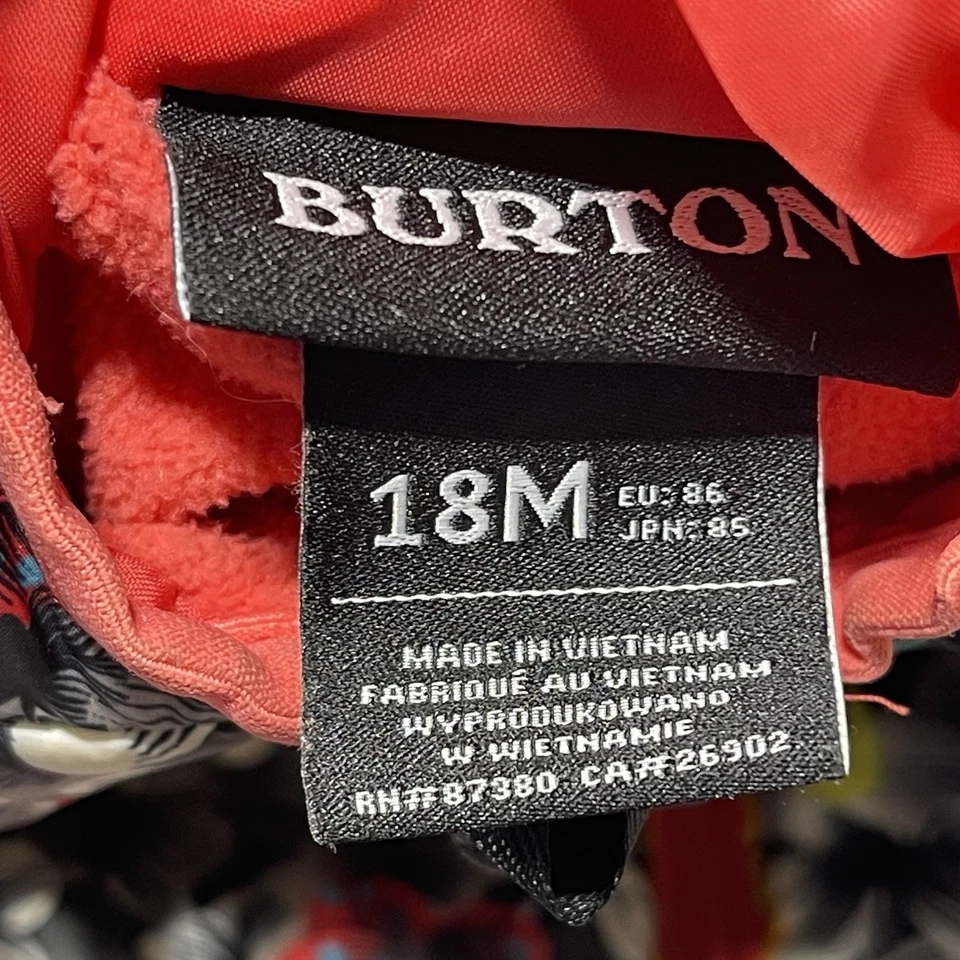 BURTON
18M
EU: 86
JPN: 85
MADE IN VIETNAM
FABRIQUÉ AU VIETNAM
WYPRODUKOWANO
W WIETNAMIE
RN#87380 CA#26902